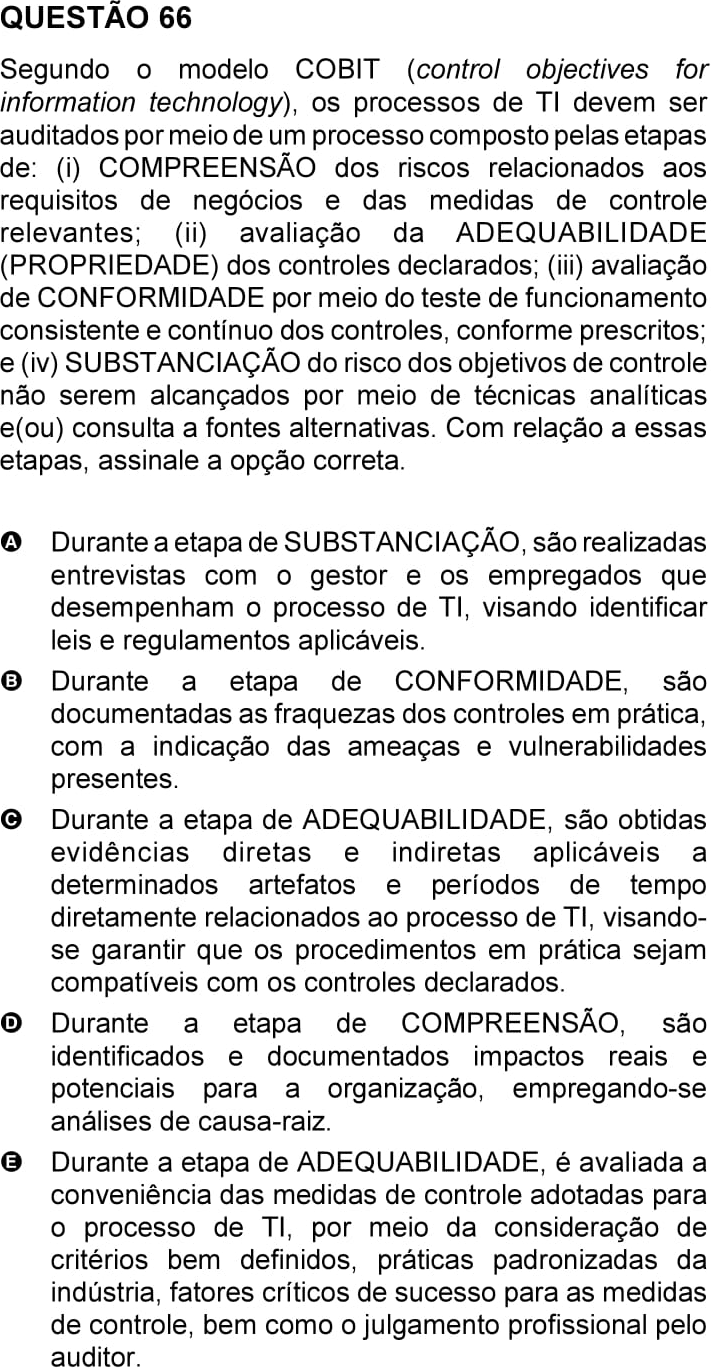 QUESTÃO 66
Segundo o modelo COBIT (control objectives for
information technology), os processos de TI devem ser
auditados por meio de um processo composto pelas etapas
de: (i) COMPREENSÃO dos riscos relacionados aos
requisitos de negócios e das medidas de controle
relevantes; (ii) avaliação da ADEQUABILIDADE
(PROPRIEDADE) dos controles declarados; (iii) avaliação
de CONFORMIDADE por meio do teste de funcionamento
consistente e contínuo dos controles, conforme prescritos;
e (iv) SUBSTANCIAÇÃO do risco dos objetivos de controle
não serem alcançados por meio de técnicas analíticas
e(ou) consulta a fontes alternativas. Com relação a essas
etapas, assinale a opção correta.
A Durante a etapa de SUBSTANCIAÇÃO, são realizadas
entrevistas com o gestor e os empregados que
desempenham o processo de TI, visando identificar
leis e regulamentos aplicáveis.
B Durante a etapa de CONFORMIDADE, são
documentadas as fraquezas dos controles em prática,
com a indicação das ameaças e vulnerabilidades
presentes.
C Durante a etapa de ADEQUABILIDADE, são obtidas
evidências diretas e indiretas aplicáveis a
determinados artefatos e períodos de tempo
diretamente relacionados ao processo de TI, visando-
se garantir que os procedimentos em prática sejam
compatíveis com os controles declarados.
D Durante a etapa de COMPREENSÃO, são
identificados e documentados impactos reais e
potenciais para a organização, empregando-se
análises de causa-raiz.
E Durante a etapa de ADEQUABILIDADE, é avaliada a
conveniência das medidas de controle adotadas para
o processo de TI, por meio da consideração de
critérios bem definidos, práticas padronizadas da
indústria, fatores críticos de sucesso para as medidas
de controle, bem como o julgamento profissional pelo
auditor.